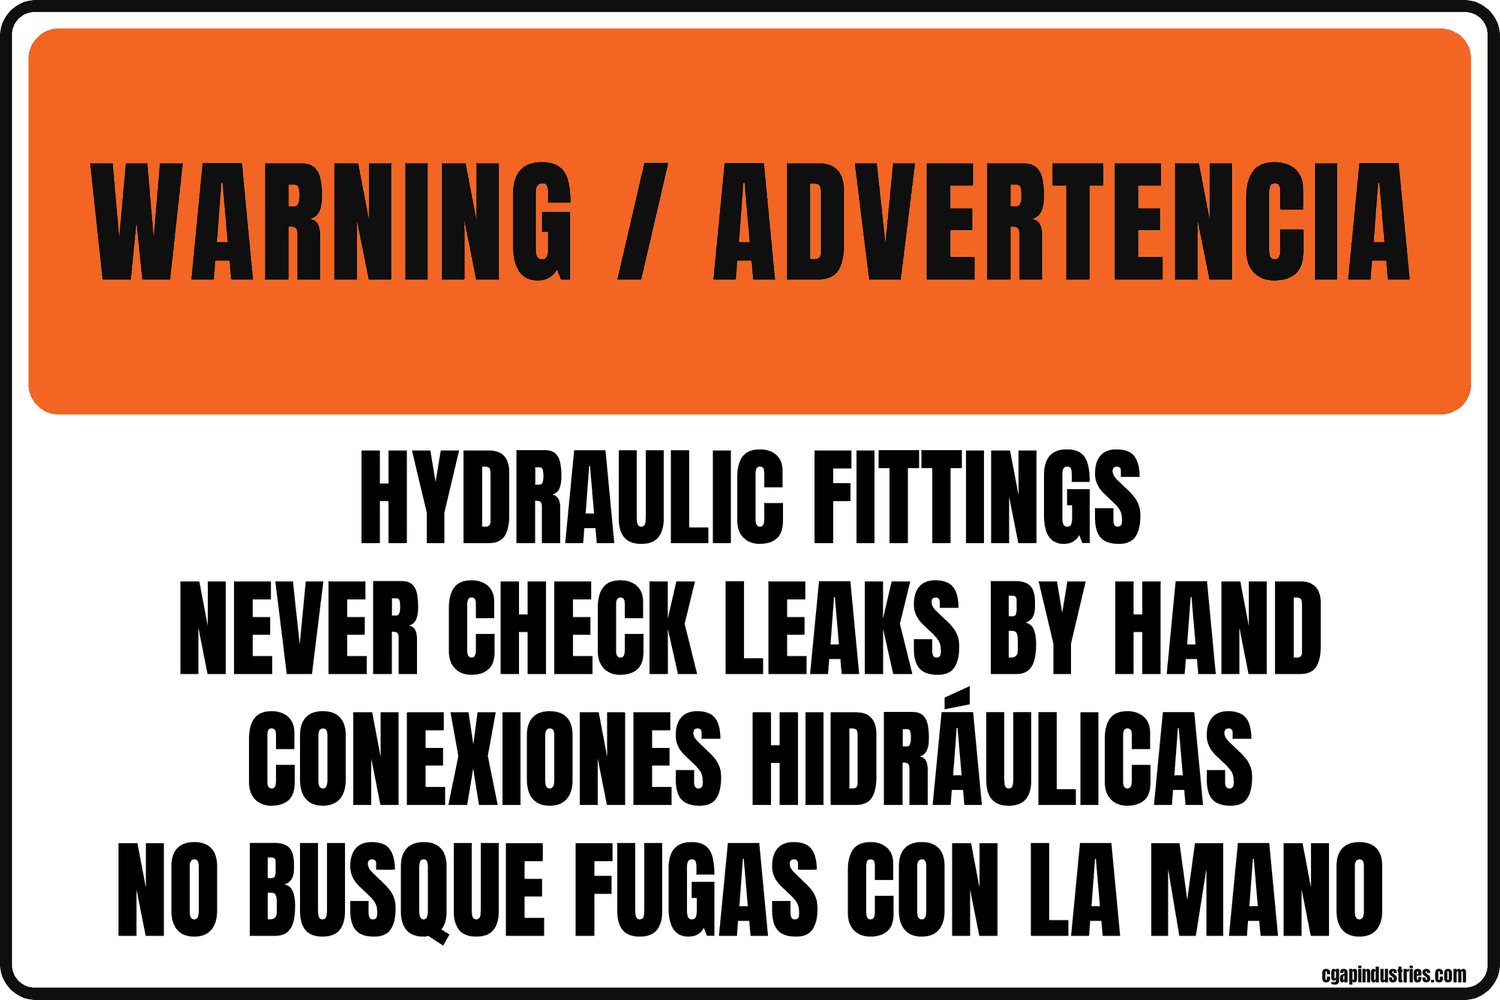 WARNING / ADVERTENCIA
HYDRAULIC FITTINGS
NEVER CHECK LEAKS BY HAND
CONEXIONES HIDRÁULICAS
NO BUSQUE FUGAS CON LA MANO
cgapindustries.com